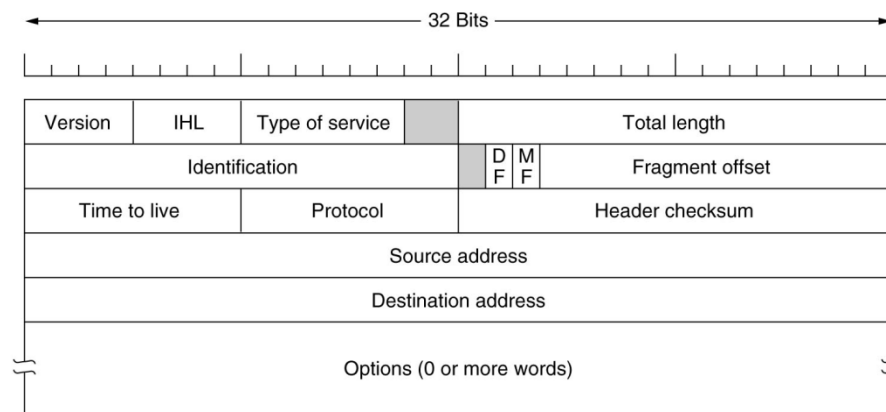 32 Bits
Version IHL Type of service Total length
Identification D F M F Fragment offset
Time to live Protocol Header checksum
Source address
Destination address
Options (0 or more words)